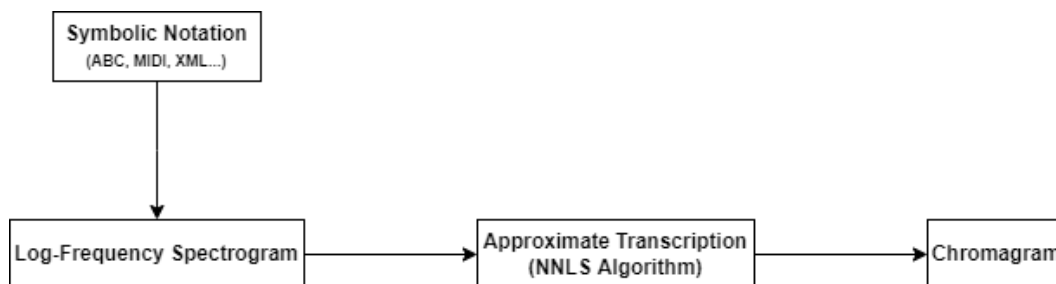 Symbolic Notation
(ABC, MIDI, XML...)
Log-Frequency Spectrogram
Approximate Transcription
(NNLS Algorithm)
Chromagram